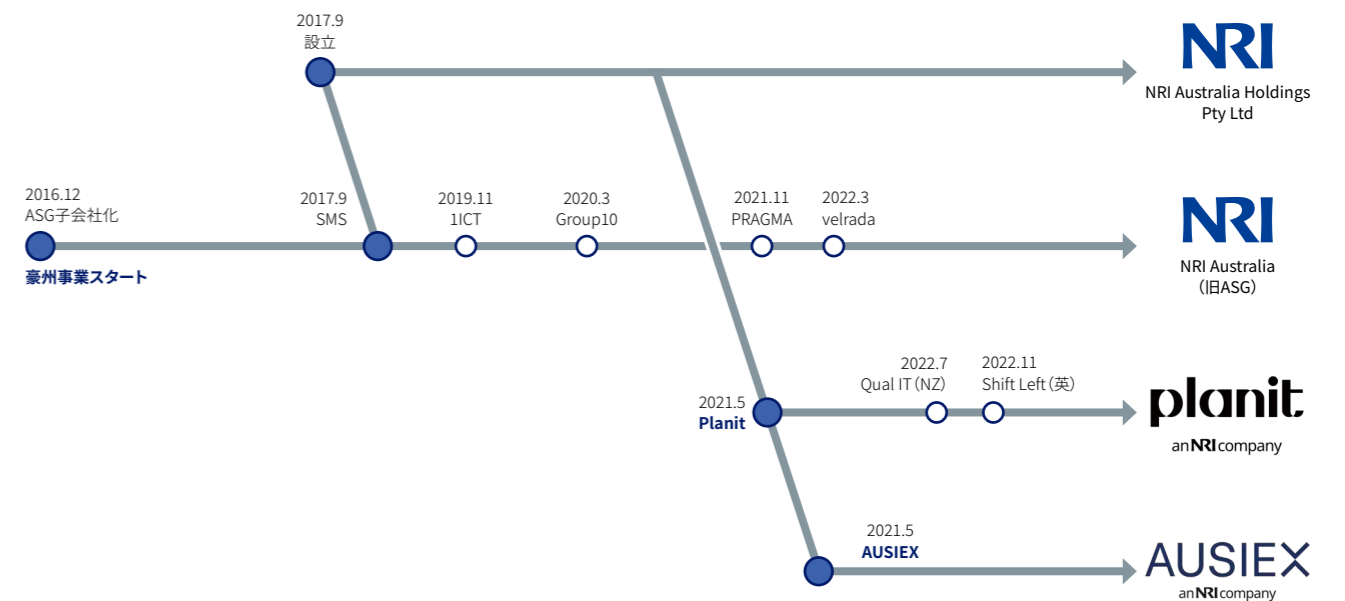 2017.9
設立
NRI
NRI Australia Holdings
Pty Ltd
2016.12
ASG子会社化
豪州事業スタート
2017.9
SMS
2019.11
1ICT
2020.3
Group10
2021.11
PRAGMA
2022.3
velrada
NRI
NRI Australia
（旧ASG）
2021.5
Planit
2022.7
Qual IT（NZ）
2022.11
Shift Left（英）
planit
an NRI company
2021.5
AUSIEX
AUSIEX
an NRI company